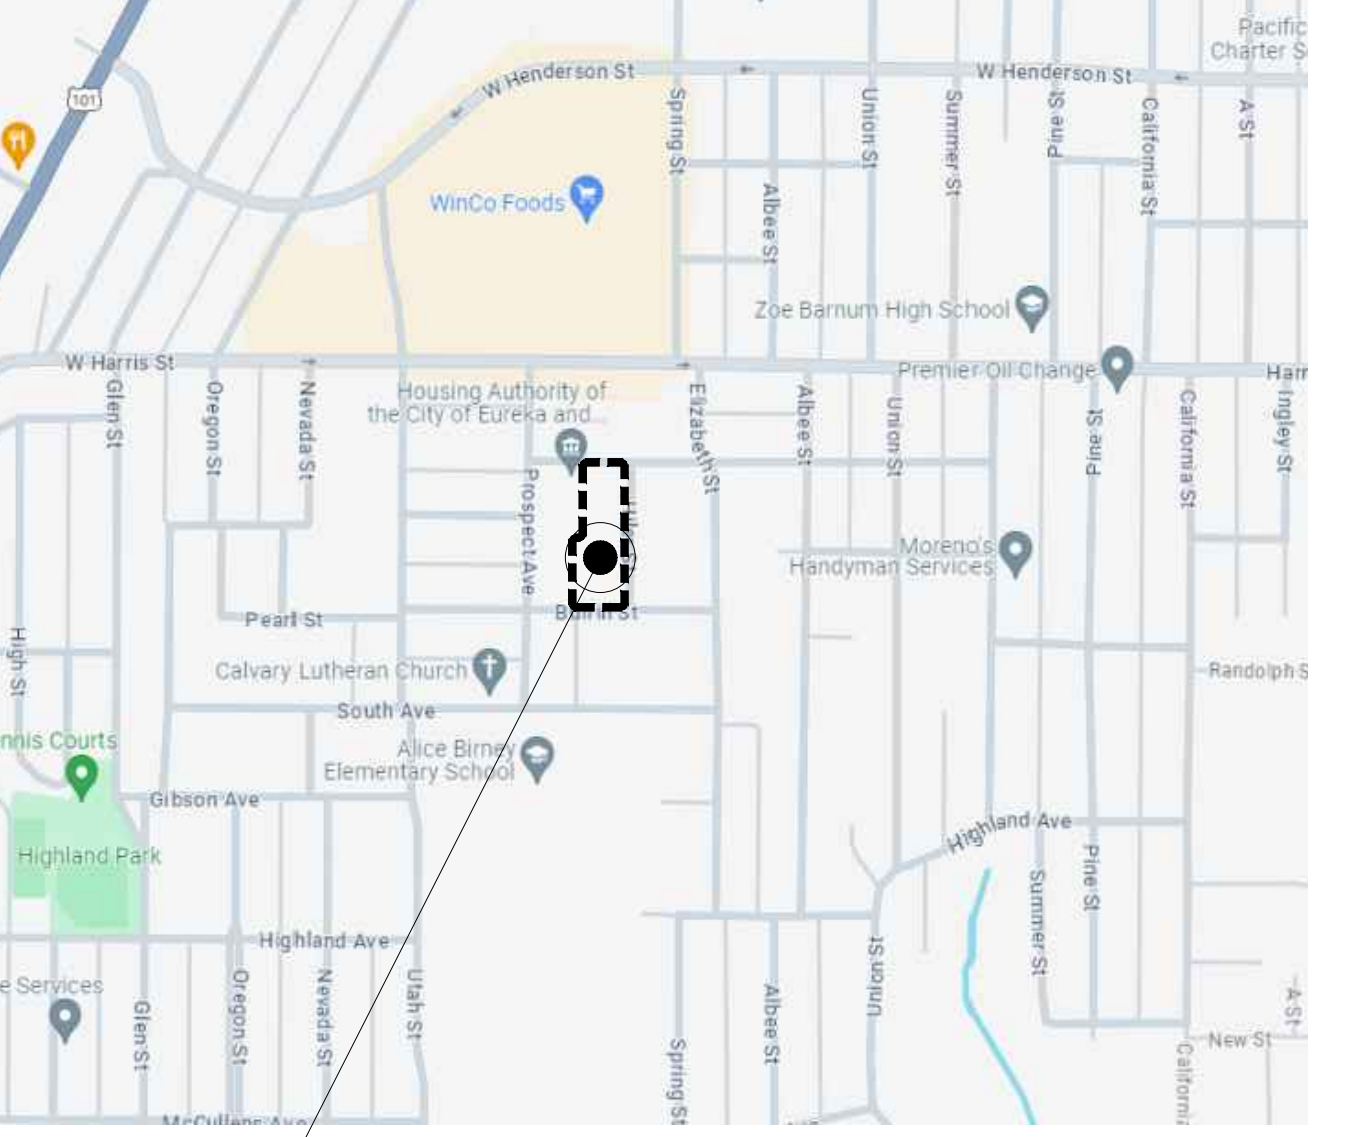 Pacific
Charter S
W Henderson St
W Henderson St
101
Spring St
Union St
Summer St
Pine St
California St
A St
WinCo Foods
Albee St
Zoe Barnum High School
W Harris St
Premier Oil Change
Harr
Housing Authority of
the City of Eureka and...
Glen St
Oregon St
Nevada St
Elizabeth St
Albee St
Union St
Pine St
California St
Ingley St
Prospect Ave
Moreno's
Handyman Services
Pearl St
High St
Calvary Lutheran Church
Randolph S
South Ave
nnis Courts
Alice Birney
Elementary School
Gibson Ave
Highland Ave
Highland Park
Pine St
Summer St
Highland Ave
Union St
e Services
Glen St
Oregon St
Nevada St
Utah St
Albee St
A St
New St
Spring St
California
McCullens Ave